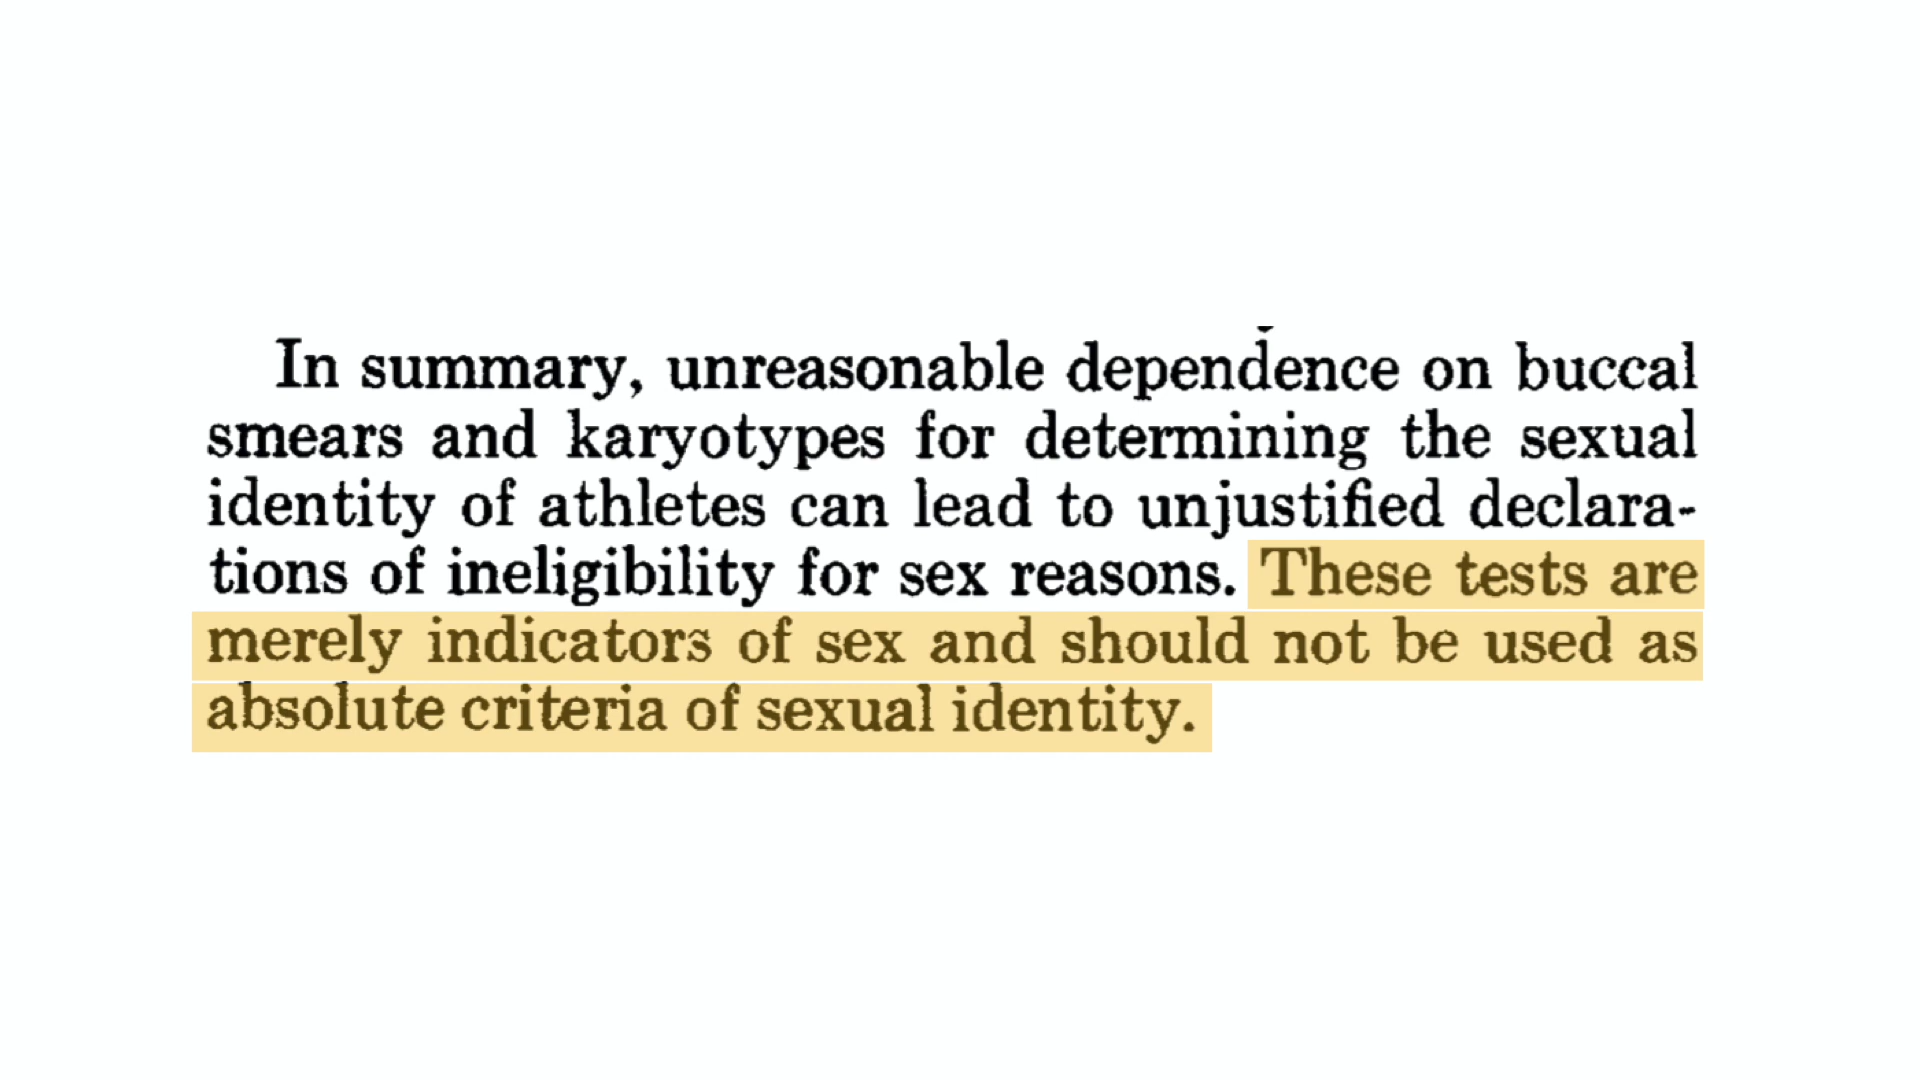 In summary, unreasonable dependence on buccal
smears and karyotypes for determining the sexual
identity of athletes can lead to unjustified declara-
tions of ineligibility for sex reasons. These tests are
merely indicators of sex and should not be used as
absolute criteria of sexual identity.